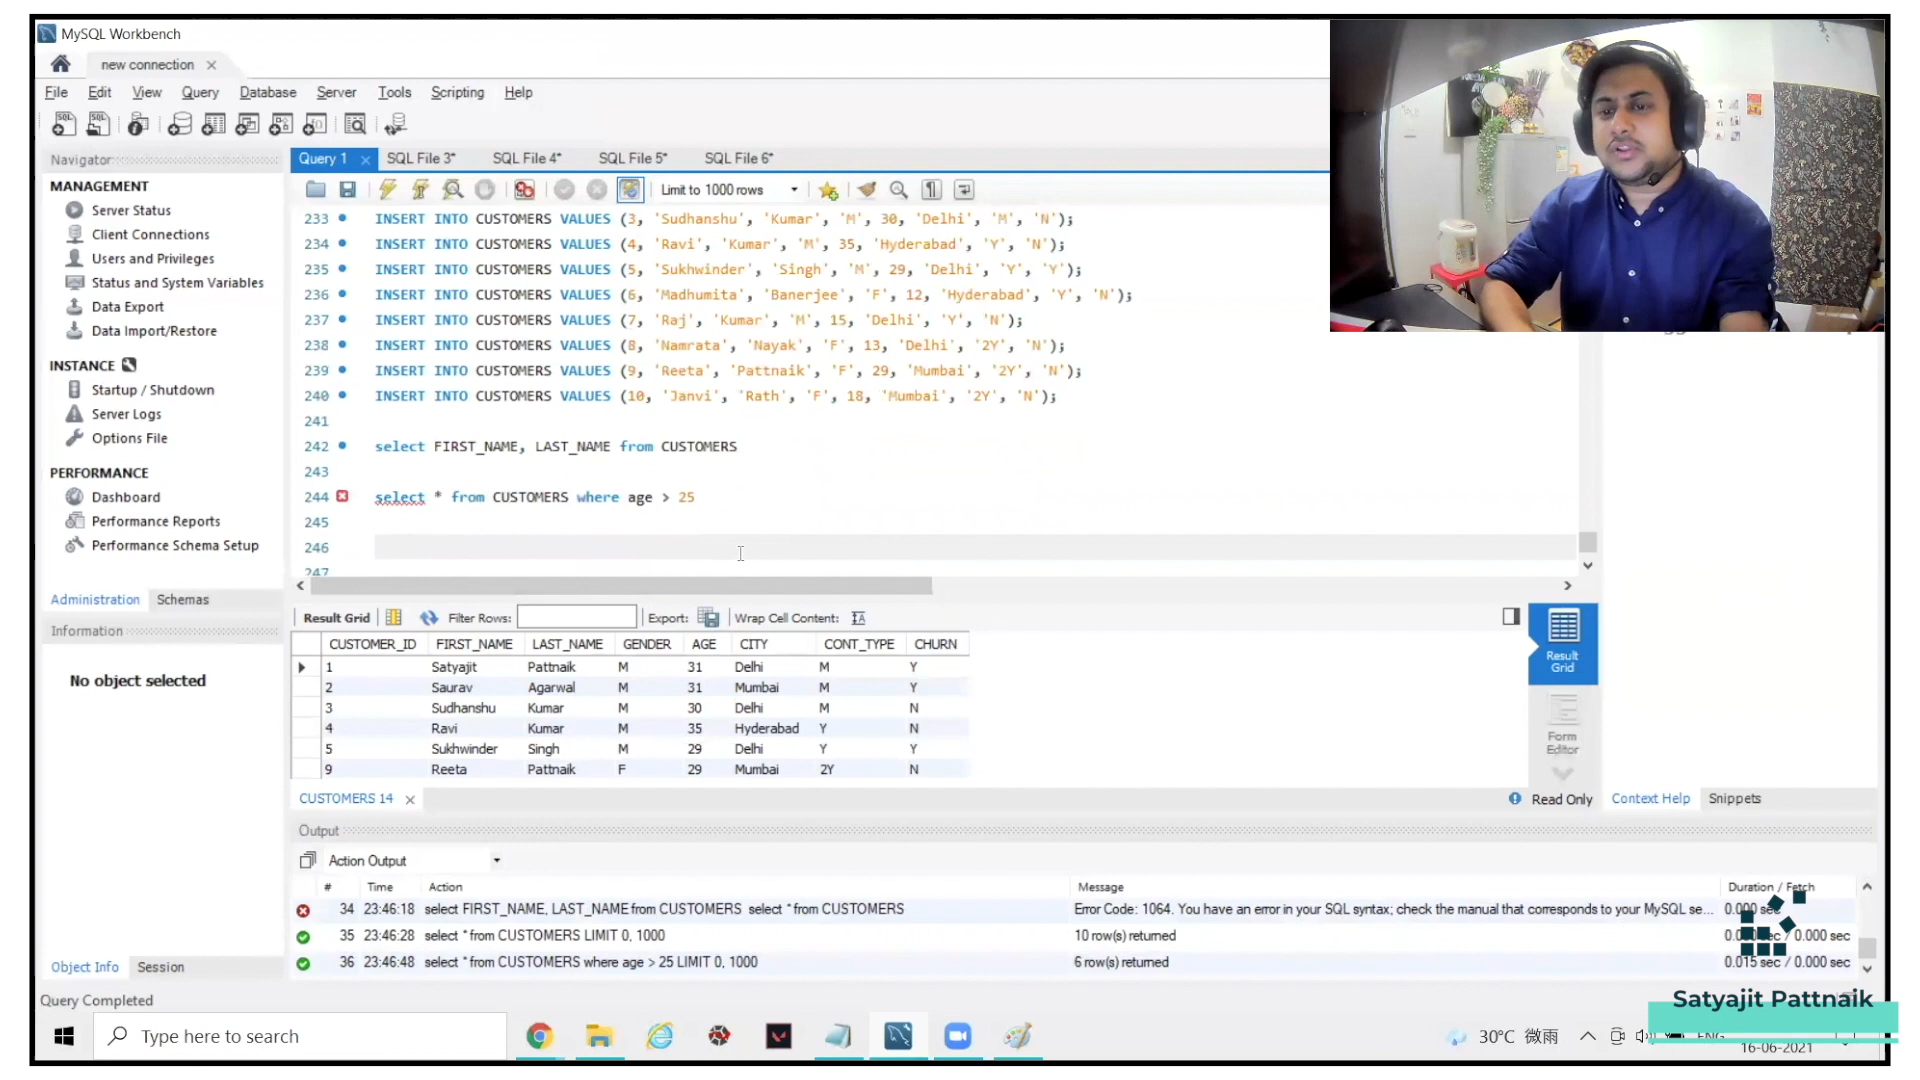 MySQL Workbench
new connection
File Edit View Query Database Server Tools Scripting Help
Navigator
MANAGEMENT
Server Status
Client Connections
Users and Privileges
Status and System Variables
Data Export
Data Import/Restore
INSTANCE
Startup / Shutdown
Server Logs
Options File
PERFORMANCE
Dashboard
Performance Reports
Performance Schema Setup
Administration Schemas
Information
No object selected
Object Info Session
Query 1 SQL File 3* SQL File 4* SQL File 5* SQL File 6*
Limit to 1000 rows
233 INSERT INTO CUSTOMERS VALUES (3, 'Sudhanshu', 'Kumar', 'M', 30, 'Delhi', 'M', 'N');
234 INSERT INTO CUSTOMERS VALUES (4, 'Ravi', 'Kumar', 'M', 35, 'Hyderabad', 'Y', 'N');
235 INSERT INTO CUSTOMERS VALUES (5, 'Sukhwinder', 'Singh', 'M', 29, 'Delhi', 'Y', 'Y');
236 INSERT INTO CUSTOMERS VALUES (6, 'Madhumita', 'Banerjee', 'F', 12, 'Hyderabad', 'Y', 'N');
237 INSERT INTO CUSTOMERS VALUES (7, 'Raj', 'Kumar', 'M', 15, 'Delhi', 'Y', 'N');
238 INSERT INTO CUSTOMERS VALUES (8, 'Namrata', 'Nayak', 'F', 13, 'Delhi', '2Y', 'N');
239 INSERT INTO CUSTOMERS VALUES (9, 'Reeta', 'Pattnaik', 'F', 29, 'Mumbai', '2Y', 'N');
240 INSERT INTO CUSTOMERS VALUES (10, 'Janvi', 'Rath', 'F', 18, 'Mumbai', '2Y', 'N');
241
242 select FIRST_NAME, LAST_NAME from CUSTOMERS
243
244 select * from CUSTOMERS where age > 25
245
246
247
Result Grid Filter Rows: Export: Wrap Cell Content:
CUSTOMER_ID FIRST_NAME LAST_NAME GENDER AGE CITY CONT_TYPE CHURN
1 Satyajit Pattnaik M 31 Delhi M Y
2 Saurav Agarwal M 31 Mumbai M Y
3 Sudhanshu Kumar M 30 Delhi M N
4 Ravi Kumar M 35 Hyderabad Y N
5 Sukhwinder Singh M 29 Delhi Y Y
9 Reeta Pattnaik F 29 Mumbai 2Y N
Result Grid
Form Editor
CUSTOMERS 14
Read Only Context Help Snippets
Output
Action Output
# Time Action Message Duration / Fetch
34 23:46:18 select FIRST_NAME, LAST_NAME from CUSTOMERS select * from CUSTOMERS Error Code: 1064. You have an error in your SQL syntax; check the manual that corresponds to your MySQL se... 0.000 sec
35 23:46:28 select * from CUSTOMERS LIMIT 0, 1000 10 row(s) returned / 0.000 sec
36 23:46:48 select * from CUSTOMERS where age > 25 LIMIT 0, 1000 6 row(s) returned 0.015 sec / 0.000 sec
Query Completed
Satyajit Pattnaik
Type here to search
30°C 微雨
16-06-2021